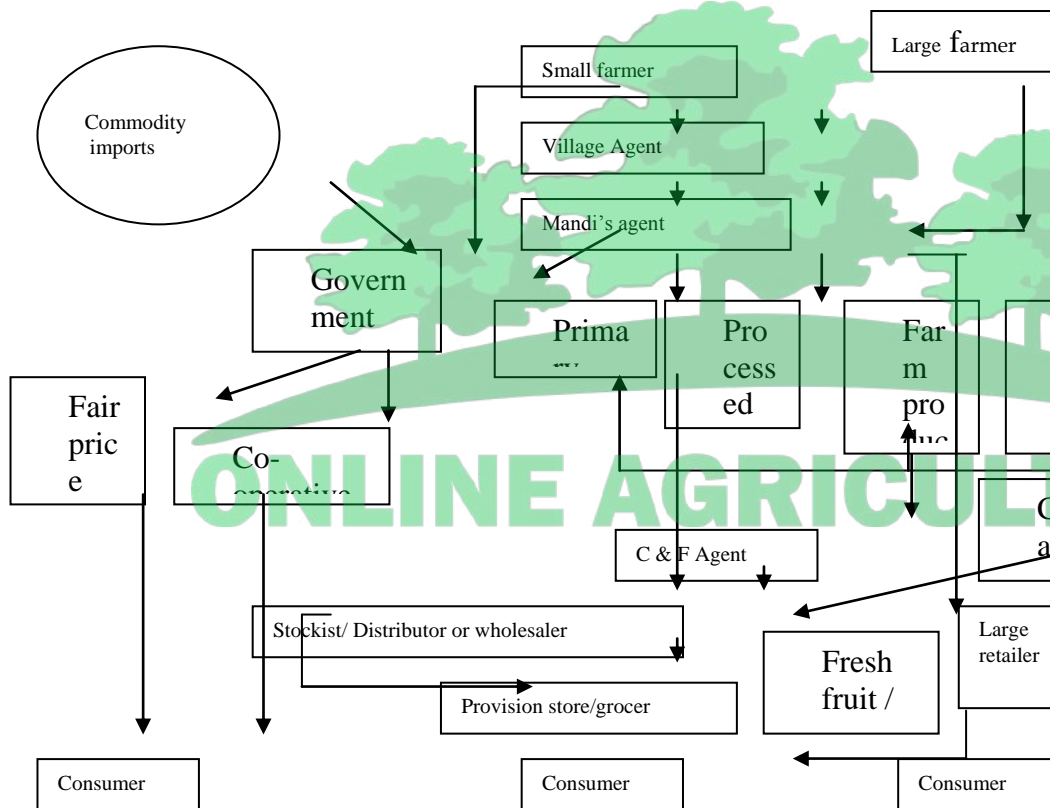 Large farmer
Small farmer
Commodity
imports
Village Agent
Mandi's agent
Govern
ment
Prima
Pro
cess
ed
Far
m
pro
duc
Fair
pric
e
Co-
operative
ONLINE AGRICUL
C & F Agent
Stockist/ Distributor or wholesaler
Large
retailer
Fresh
fruit /
Provision store/grocer
Consumer
Consumer
Consumer